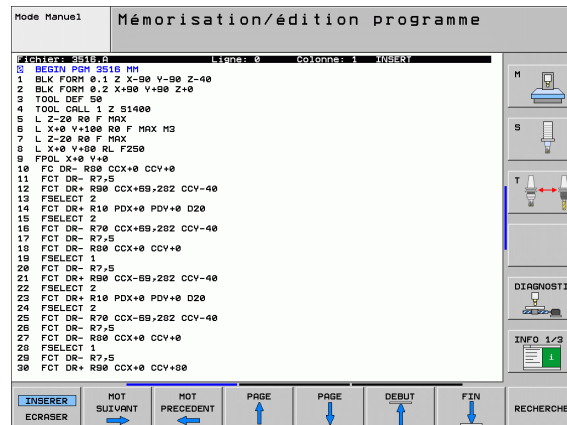 Mode Manuel
Mémorisation/édition programme
Fichier: 3516.A Ligne: 0 Colonne: 1 INSERT
0 BEGIN PGM 3516 MM
1 BLK FORM 0.1 Z X-90 Y-90 Z-40
2 BLK FORM 0.2 X+90 Y+90 Z+0
3 TOOL DEF 50
4 TOOL CALL 1 Z S1400
5 L Z-20 R0 F MAX
6 L X+0 Y+100 R0 F MAX M3
7 L Z-20 R0 F MAX
8 L X+0 Y+80 RL F250
9 FPOL X+0 Y+0
10 FC DR- R80 CCX+0 CCY+0
11 FCT DR- R7,5
12 FCT DR+ R90 CCX+69,282 CCY-40
13 FSELECT 2
14 FCT DR+ R10 PDX+0 PDY+0 D20
15 FSELECT 2
16 FCT DR- R70 CCX+69,282 CCY-40
17 FCT DR- R7,5
18 FCT DR- R80 CCX+0 CCY+0
19 FSELECT 1
20 FCT DR- R7,5
21 FCT DR+ R90 CCX-69,282 CCY-40
22 FSELECT 2
23 FCT DR+ R10 PDX+0 PDY+0 D20
24 FSELECT 2
25 FCT DR- R70 CCX-69,282 CCY-40
26 FCT DR- R7,5
27 FCT DR- R80 CCX+0 CCY+0
28 FSELECT 1
29 FCT DR- R7,5
30 FCT DR+ R90 CCX+0 CCY+80
M
S
T
DIAGNOSTI
INFO 1/3
i
INSERER
ECRASER
MOT SUIVANT
MOT PRECEDENT
PAGE
PAGE
DEBUT
FIN
RECHERCHE